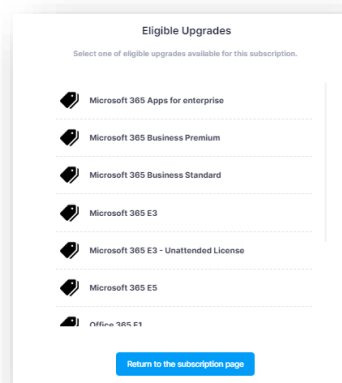 Eligible Upgrades
Select one of eligible upgrades available for this subscription.
Microsoft 365 Apps for enterprise
Microsoft 365 Business Premium
Microsoft 365 Business Standard
Microsoft 365 E3
Microsoft 365 E3 - Unattended License
Microsoft 365 E5
Office 365 E1
Return to the subscription page